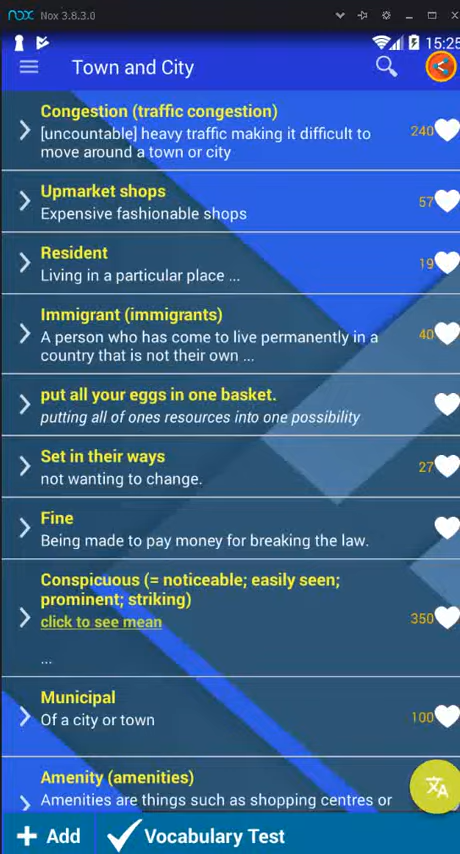 nox Nox 3.8.3.0
15:25
Town and City
Congestion (traffic congestion)
[uncountable] heavy traffic making it difficult to
move around a town or city
240
Upmarket shops
Expensive fashionable shops
57
Resident
Living in a particular place ...
19
Immigrant (immigrants)
A person who has come to live permanently in a
country that is not their own ...
40
put all your eggs in one basket.
putting all of ones resources into one possibility
Set in their ways
not wanting to change.
27
Fine
Being made to pay money for breaking the law.
Conspicuous (= noticeable; easily seen;
prominent; striking)
click to see mean
...
350
Municipal
Of a city or town
100
Amenity (amenities)
Amenities are things such as shopping centres or
+ Add
Vocabulary Test